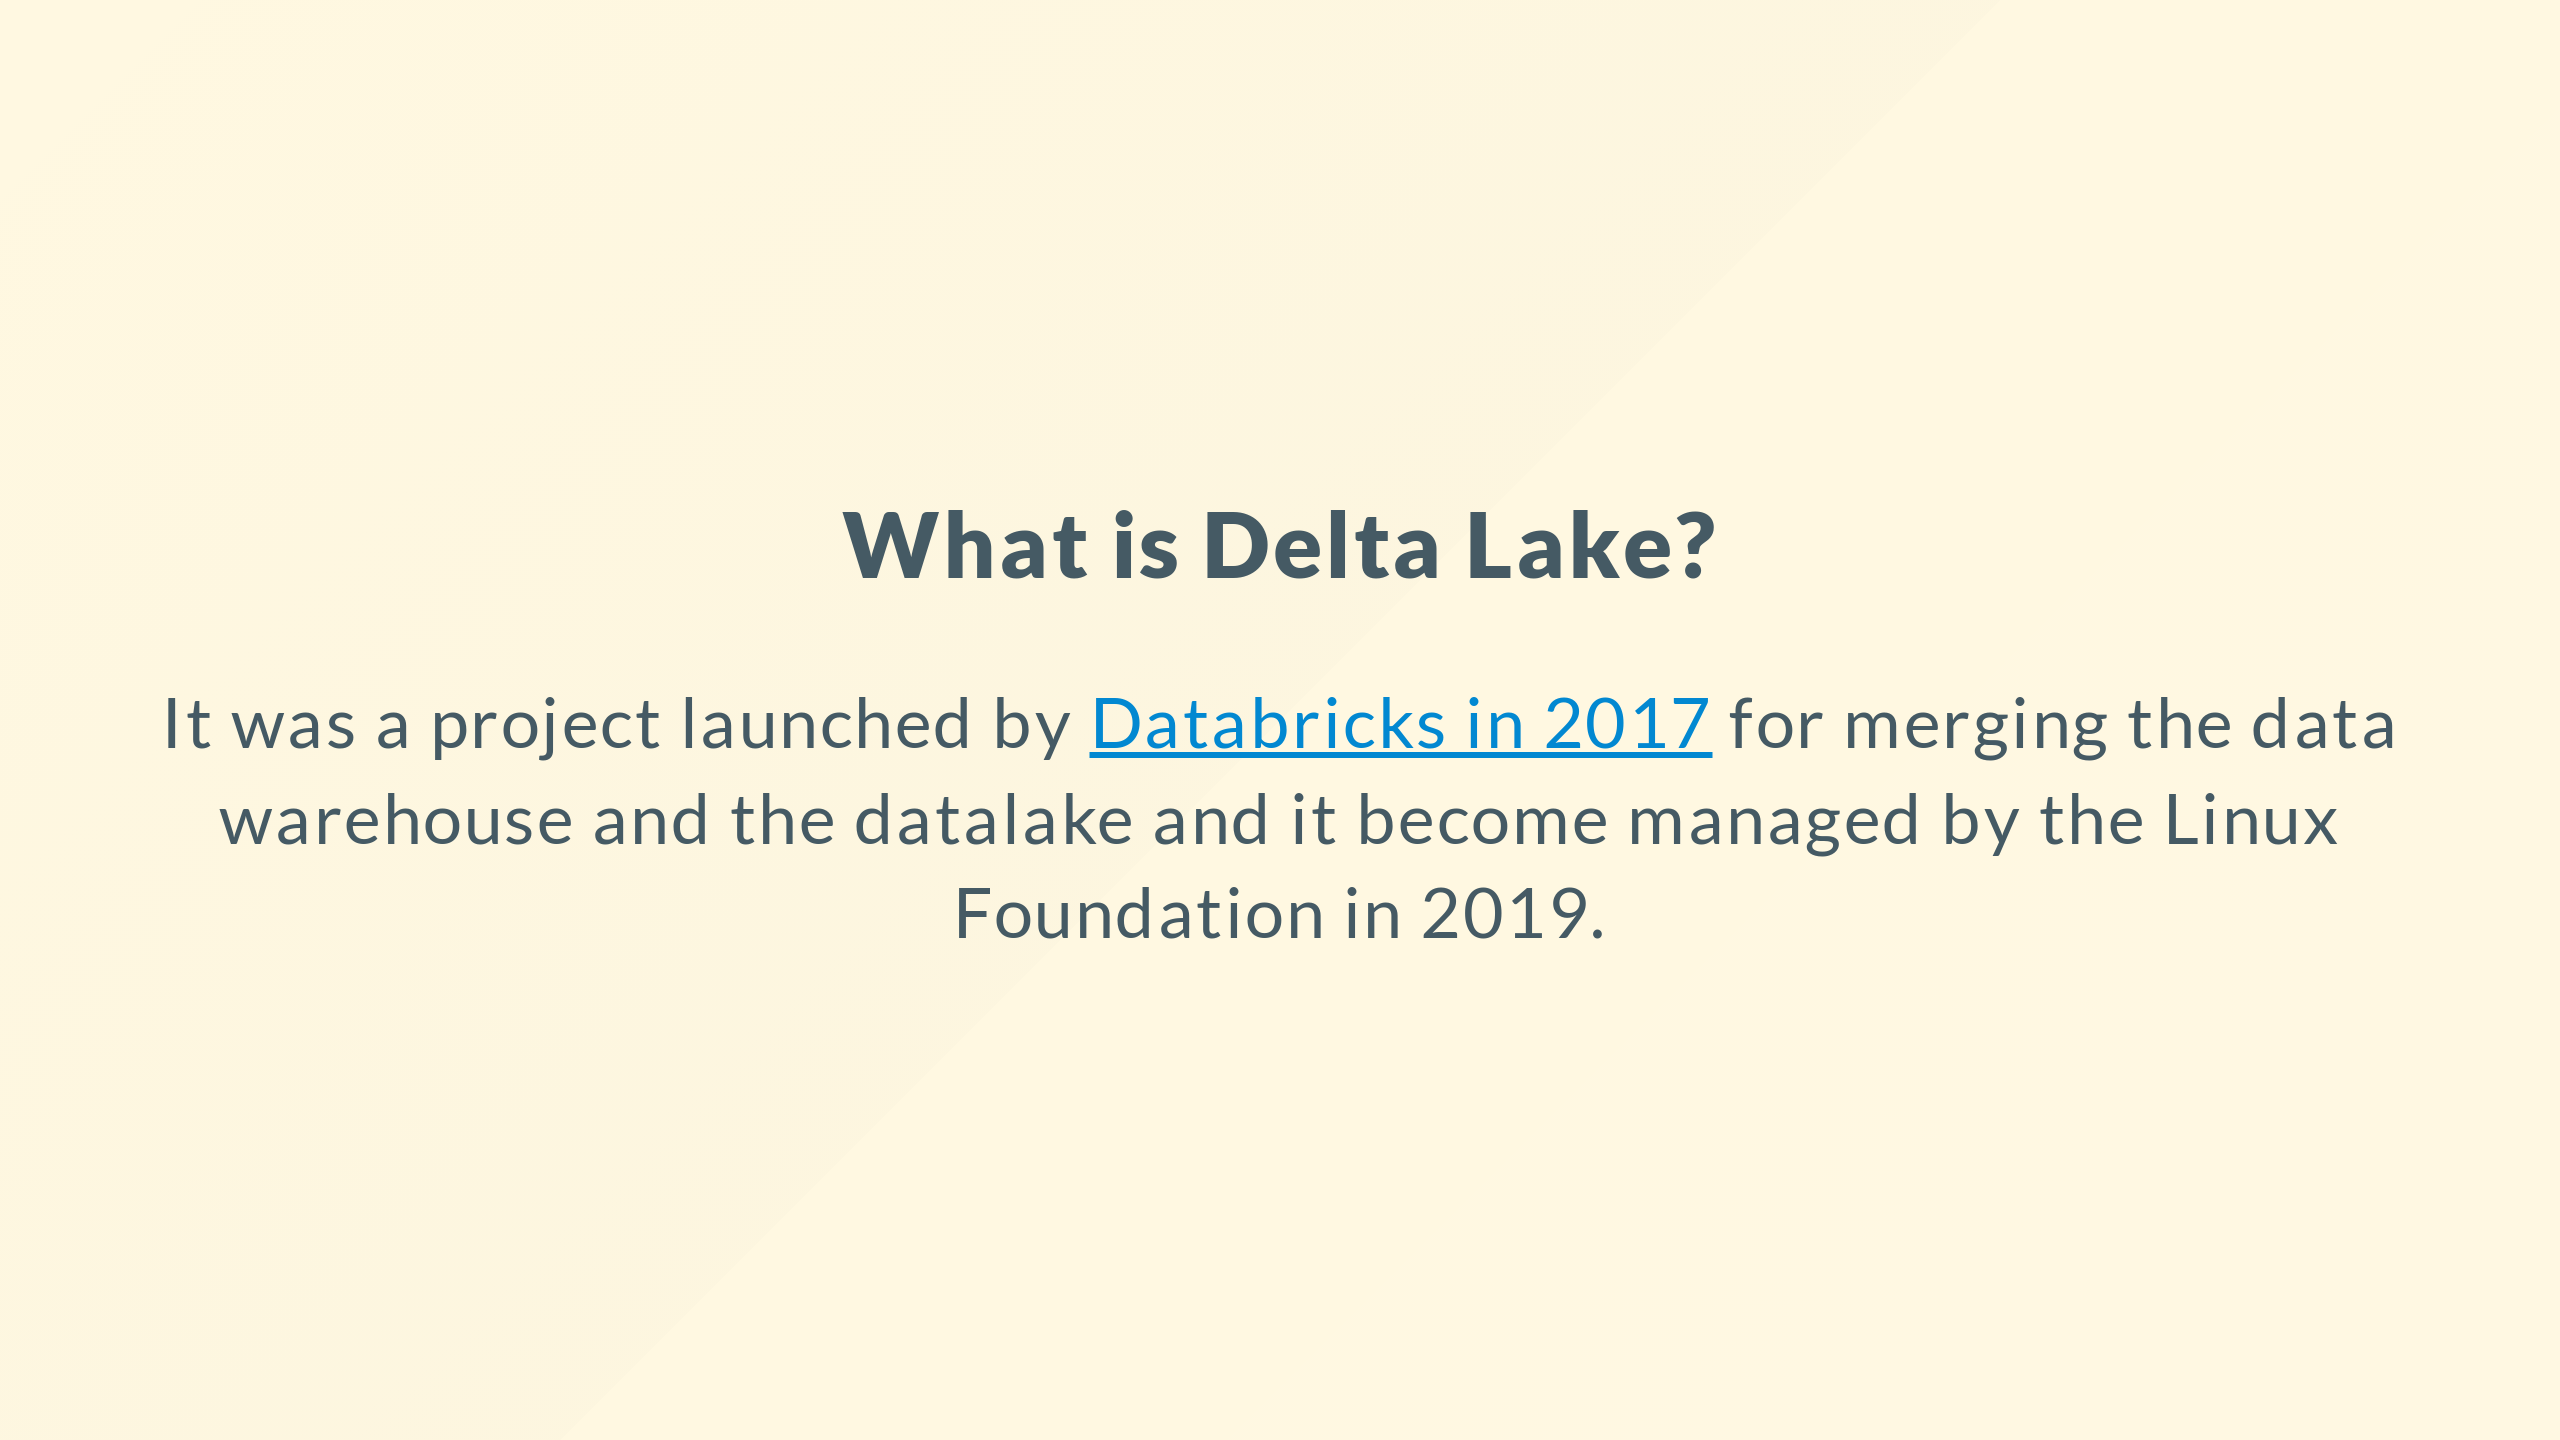 What is Delta Lake?
It was a project launched by Databricks in 2017 for merging the data
warehouse and the datalake and it become managed by the Linux
Foundation in 2019.